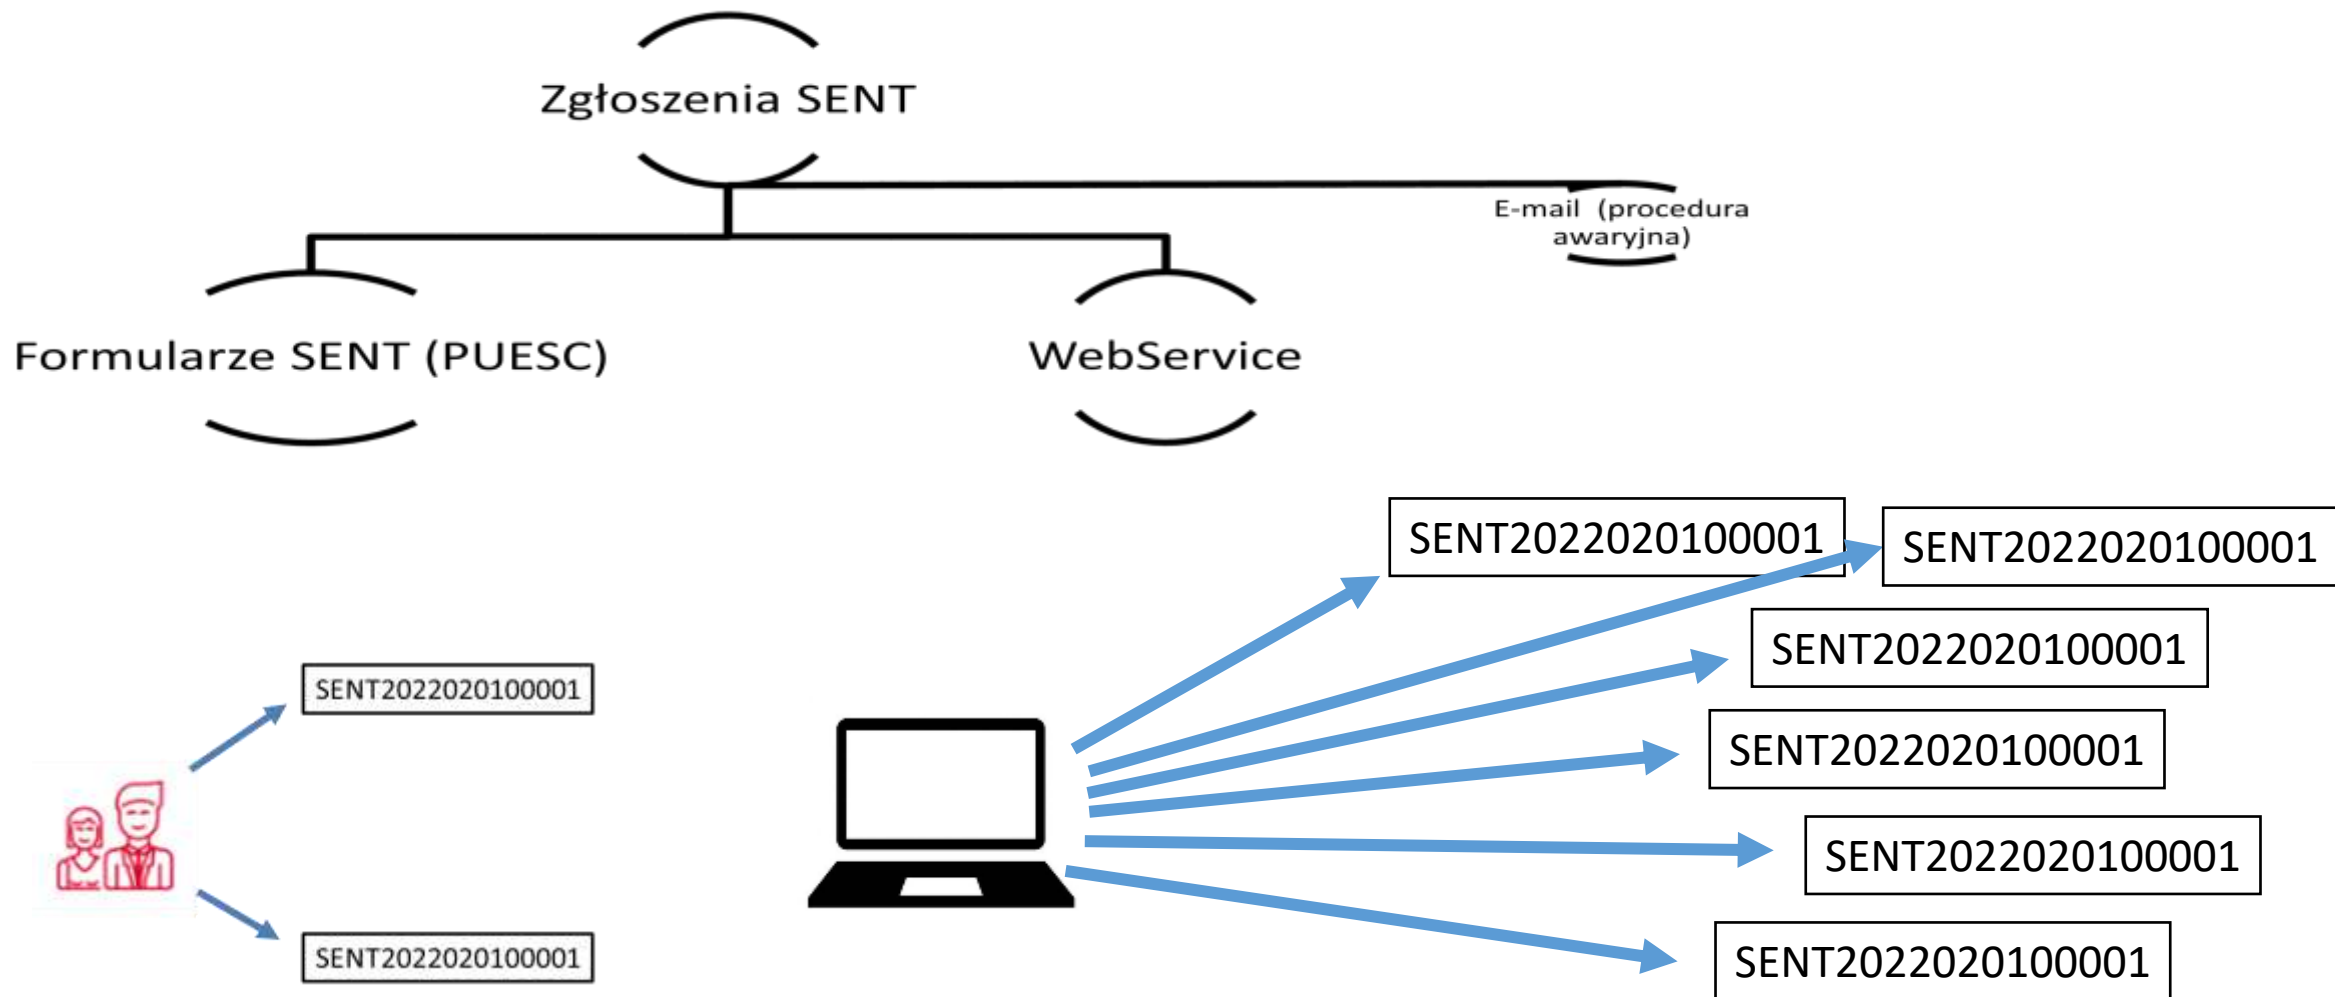 Zgłoszenia SENT
E-mail (procedura
awaryjna)
Formularze SENT (PUESC)
WebService
SENT2022020100001
SENT2022020100001
SENT2022020100001
SENT2022020100001
SENT2022020100001
SENT2022020100001
SENT2022020100001
SENT2022020100001